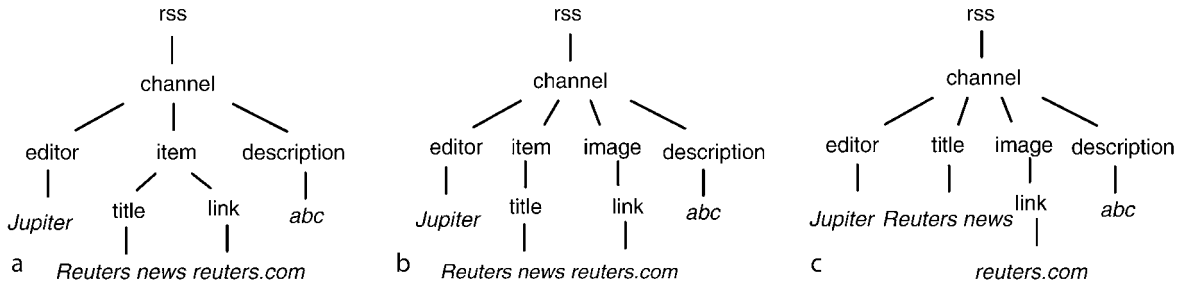 rss rss rss
channel channel channel
editor item description editor item image description editor title image description
Jupiter title link abc Jupiter title link abc Jupiter Reuters news link abc
a Reuters news reuters.com b Reuters news reuters.com c reuters.com